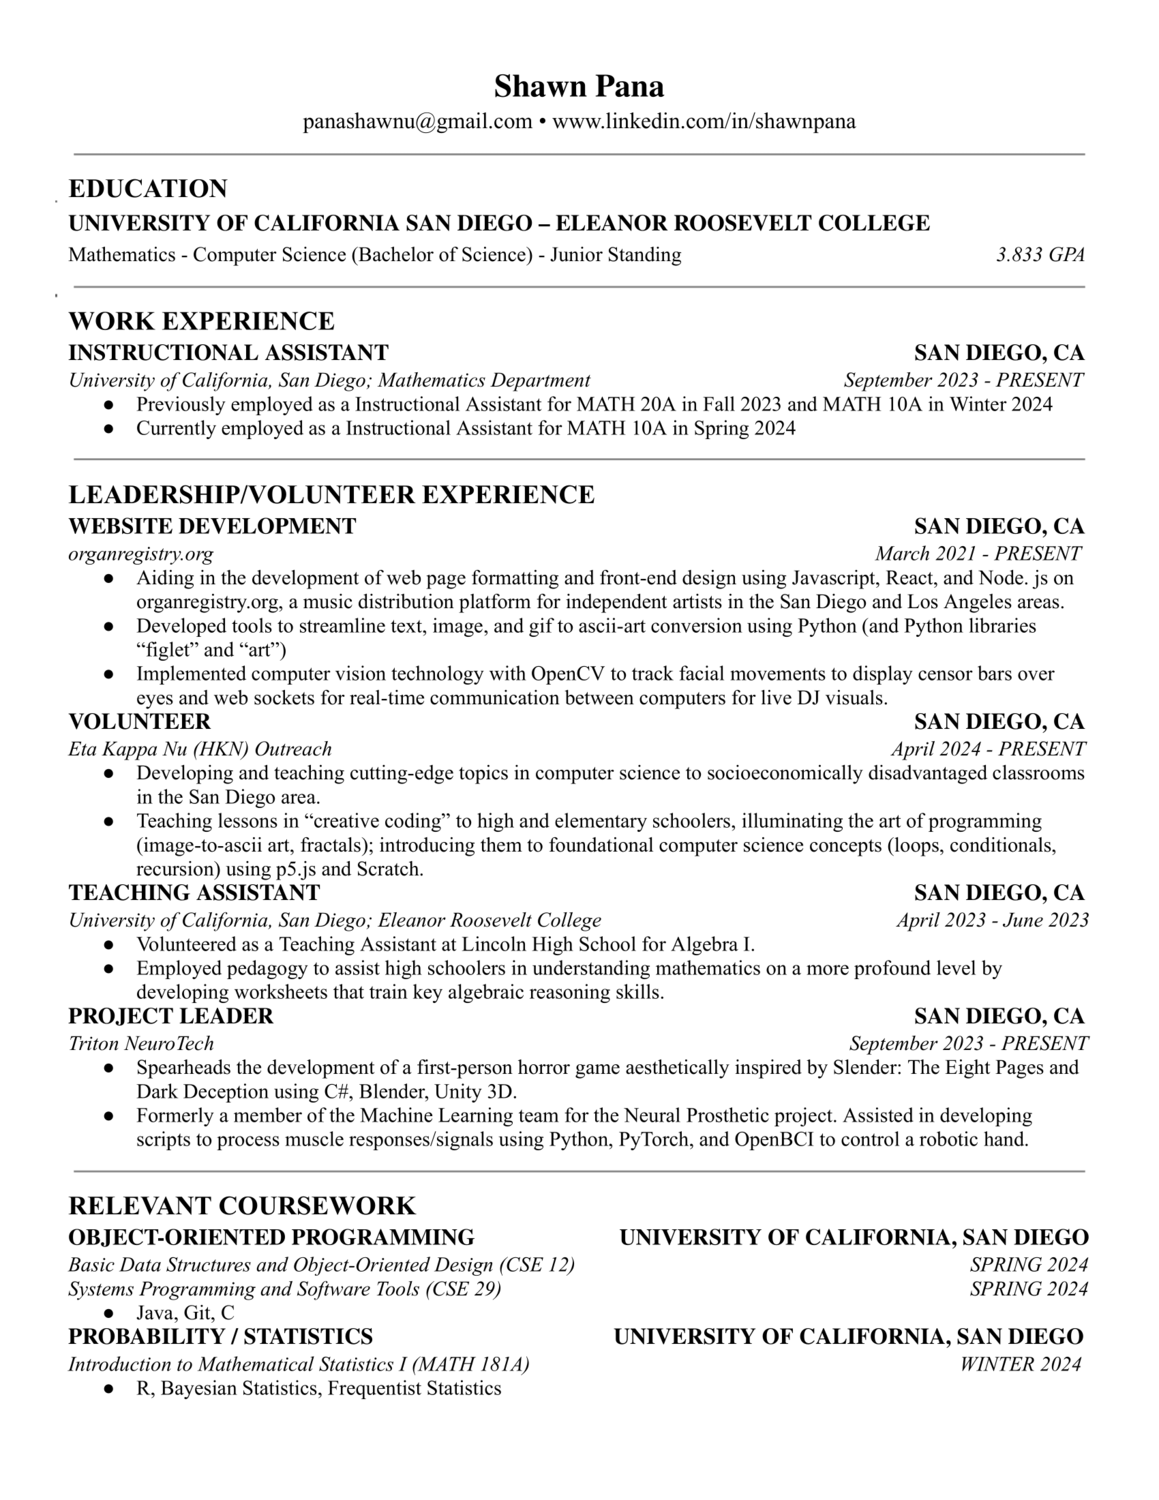 Shawn Pana
panashawnu@gmail.com • www.linkedin.com/in/shawnpana
EDUCATION
UNIVERSITY OF CALIFORNIA SAN DIEGO – ELEANOR ROOSEVELT COLLEGE
Mathematics - Computer Science (Bachelor of Science) - Junior Standing 3.833 GPA
WORK EXPERIENCE
INSTRUCTIONAL ASSISTANT SAN DIEGO, CA
University of California, San Diego; Mathematics Department September 2023 - PRESENT
● Previously employed as a Instructional Assistant for MATH 20A in Fall 2023 and MATH 10A in Winter 2024
● Currently employed as a Instructional Assistant for MATH 10A in Spring 2024
LEADERSHIP/VOLUNTEER EXPERIENCE
WEBSITE DEVELOPMENT SAN DIEGO, CA
organregistry.org March 2021 - PRESENT
● Aiding in the development of web page formatting and front-end design using Javascript, React, and Node. js on
organregistry.org, a music distribution platform for independent artists in the San Diego and Los Angeles areas.
● Developed tools to streamline text, image, and gif to ascii-art conversion using Python (and Python libraries
“figlet” and “art”)
● Implemented computer vision technology with OpenCV to track facial movements to display censor bars over
eyes and web sockets for real-time communication between computers for live DJ visuals.
VOLUNTEER SAN DIEGO, CA
Eta Kappa Nu (HKN) Outreach April 2024 - PRESENT
● Developing and teaching cutting-edge topics in computer science to socioeconomically disadvantaged classrooms
in the San Diego area.
● Teaching lessons in “creative coding” to high and elementary schoolers, illuminating the art of programming
(image-to-ascii art, fractals); introducing them to foundational computer science concepts (loops, conditionals,
recursion) using p5.js and Scratch.
TEACHING ASSISTANT SAN DIEGO, CA
University of California, San Diego; Eleanor Roosevelt College April 2023 - June 2023
● Volunteered as a Teaching Assistant at Lincoln High School for Algebra I.
● Employed pedagogy to assist high schoolers in understanding mathematics on a more profound level by
developing worksheets that train key algebraic reasoning skills.
PROJECT LEADER SAN DIEGO, CA
Triton NeuroTech September 2023 - PRESENT
● Spearheads the development of a first-person horror game aesthetically inspired by Slender: The Eight Pages and
Dark Deception using C#, Blender, Unity 3D.
● Formerly a member of the Machine Learning team for the Neural Prosthetic project. Assisted in developing
scripts to process muscle responses/signals using Python, PyTorch, and OpenBCI to control a robotic hand.
RELEVANT COURSEWORK
OBJECT-ORIENTED PROGRAMMING UNIVERSITY OF CALIFORNIA, SAN DIEGO
Basic Data Structures and Object-Oriented Design (CSE 12) SPRING 2024
Systems Programming and Software Tools (CSE 29) SPRING 2024
● Java, Git, C
PROBABILITY / STATISTICS UNIVERSITY OF CALIFORNIA, SAN DIEGO
Introduction to Mathematical Statistics I (MATH 181A) WINTER 2024
● R, Bayesian Statistics, Frequentist Statistics